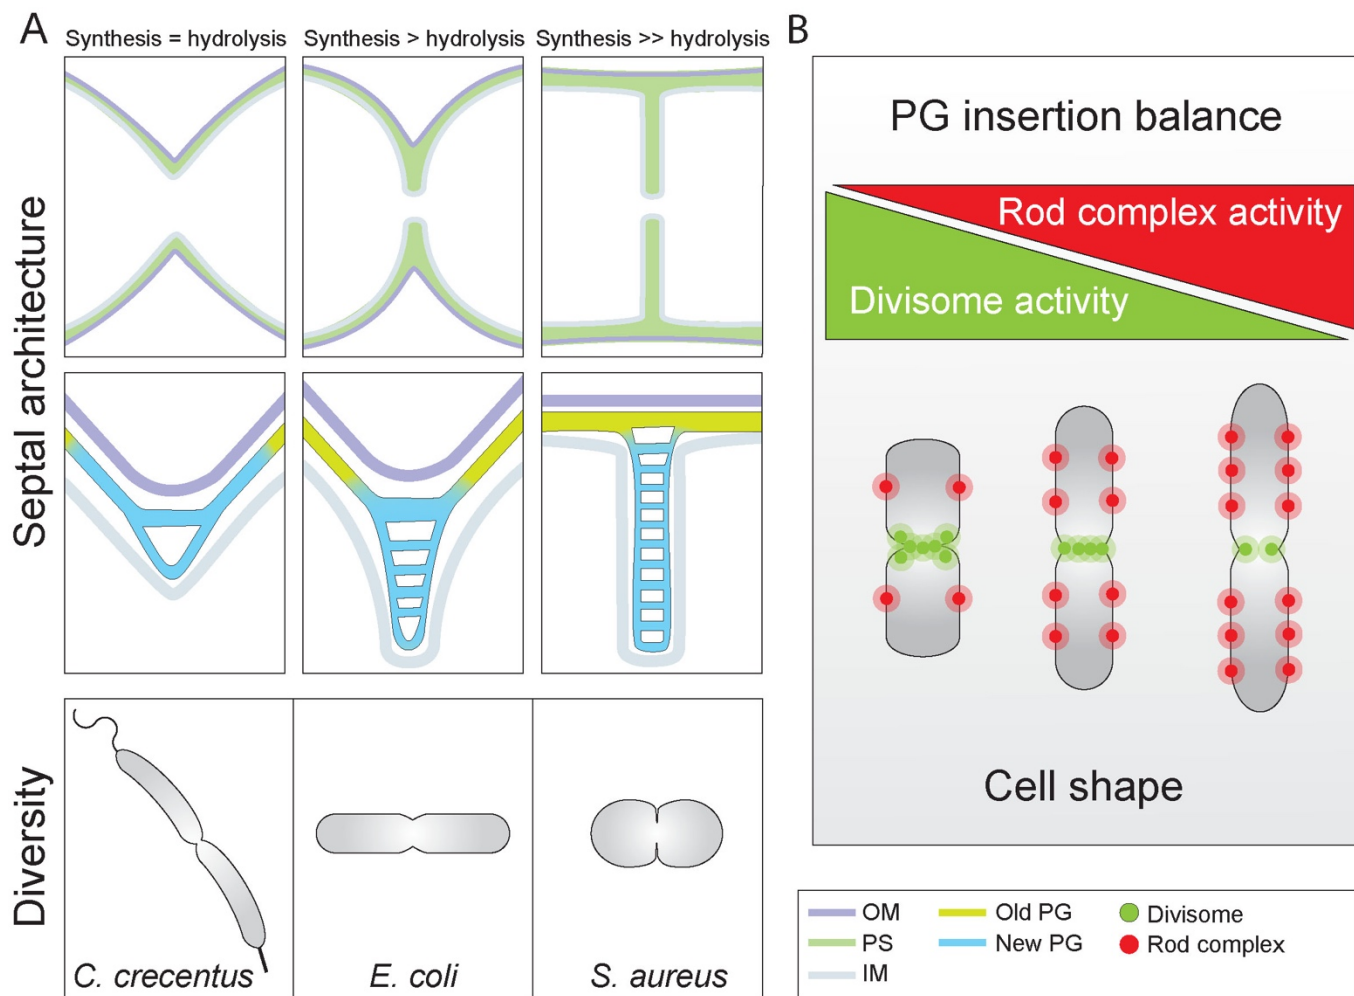 A
Synthesis = hydrolysis
Synthesis > hydrolysis
Synthesis >> hydrolysis
Septal architecture
Diversity
C. crecentus
E. coli
S. aureus
B
PG insertion balance
Rod complex activity
Divisome activity
Cell shape
OM
PS
IM
Old PG
New PG
Divisome
Rod complex